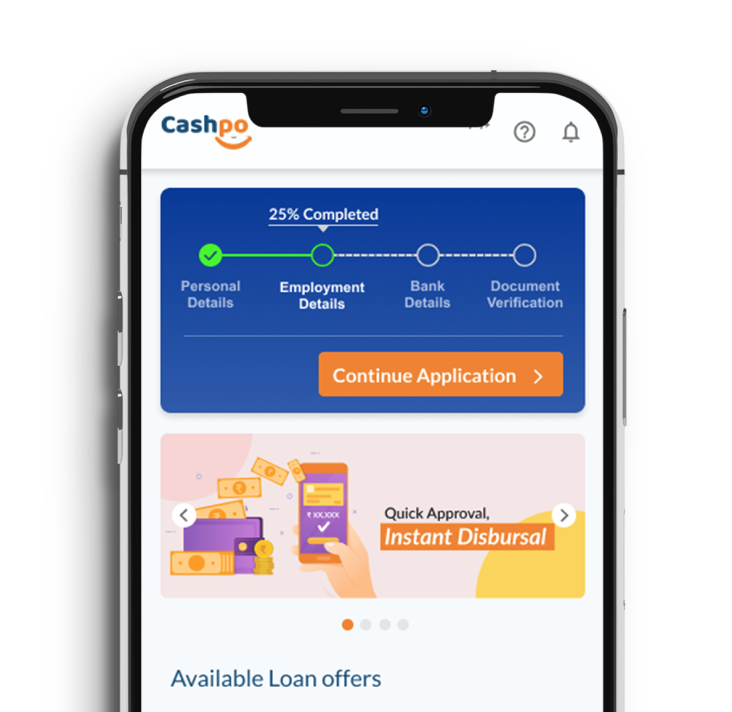 Cashpo
25% Completed
Personal
Details
Employment
Details
Bank
Details
Document
Verification
Continue Application
₹ XX,XXX
Quick Approval,
Instant Disbursal
Available Loan offers